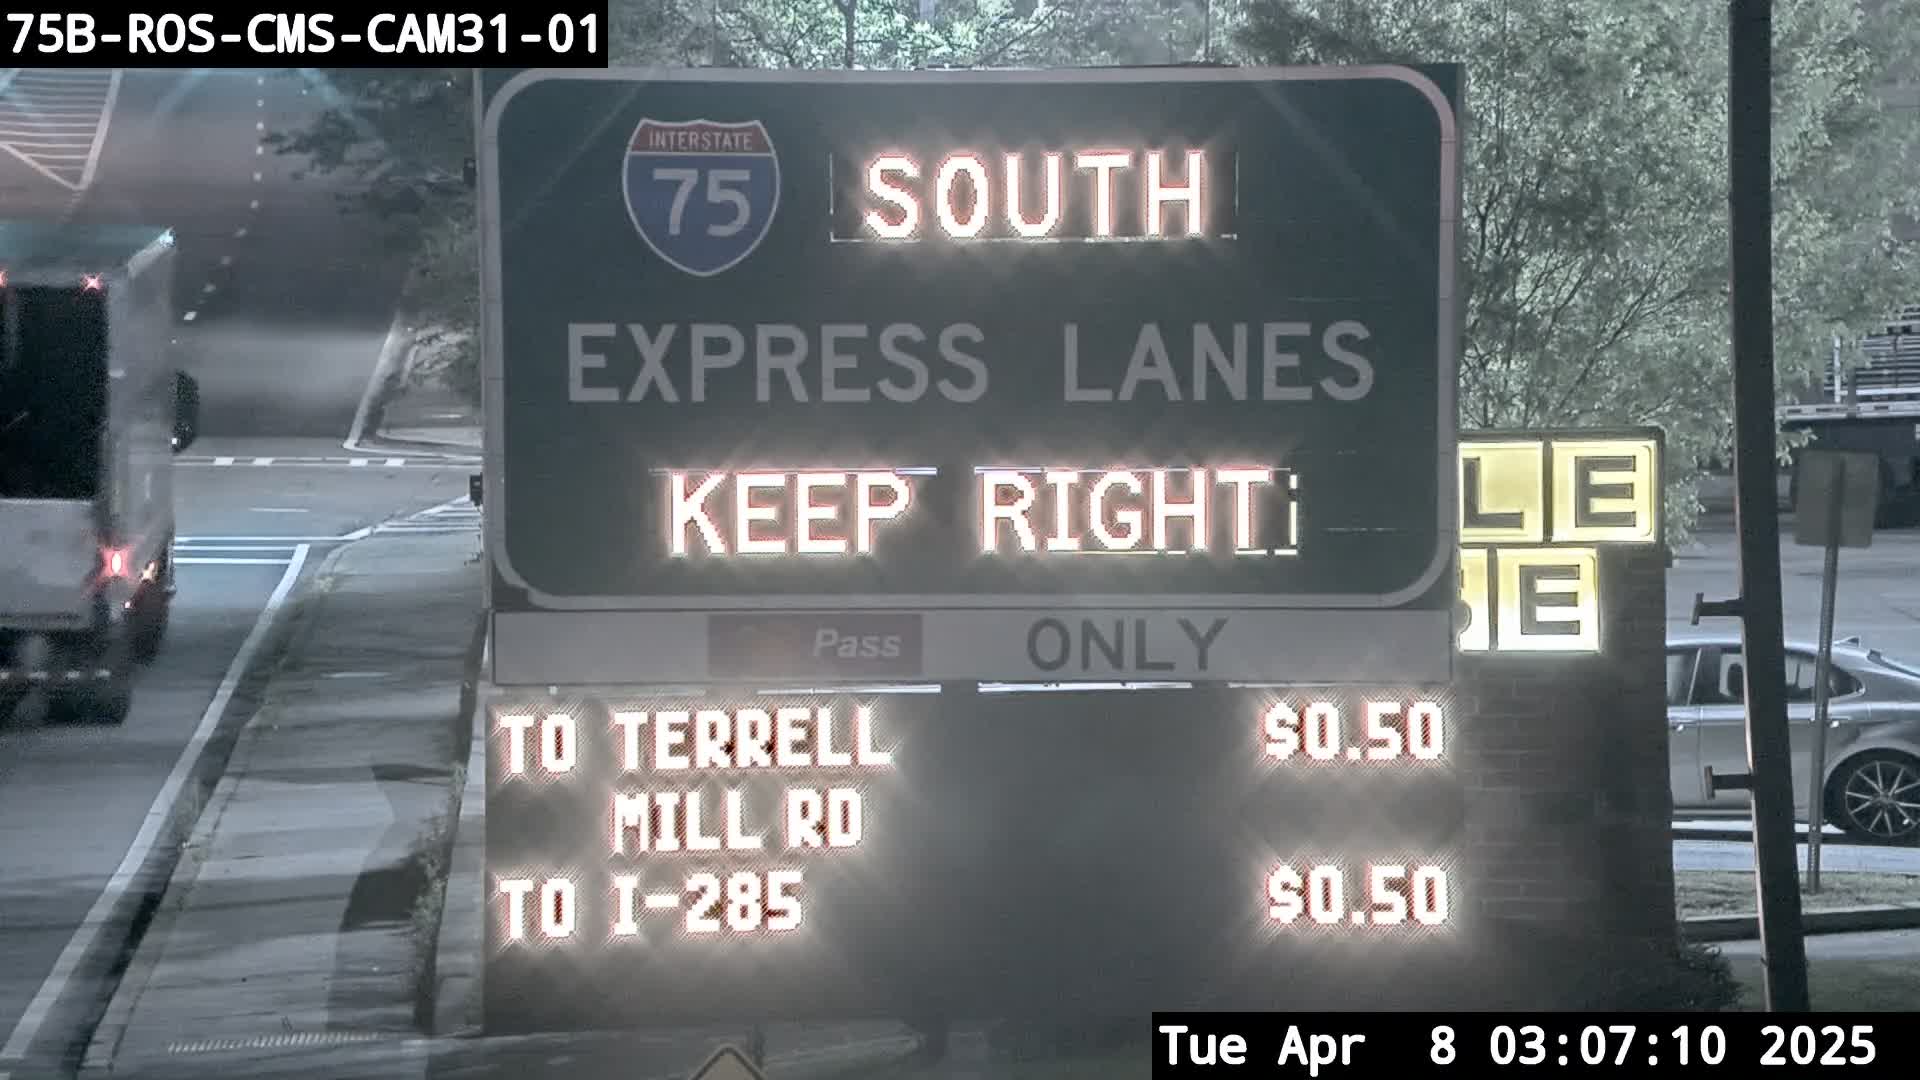 75B-ROS-CMS-CAM31-01
INTERSTATE
75
SOUTH
EXPRESS LANES
KEEP RIGHT
Pass ONLY
TO TERRELL $0.50
MILL RD
TO I-285 $0.50
LE
E
Tue Apr 8 03:07:10 2025